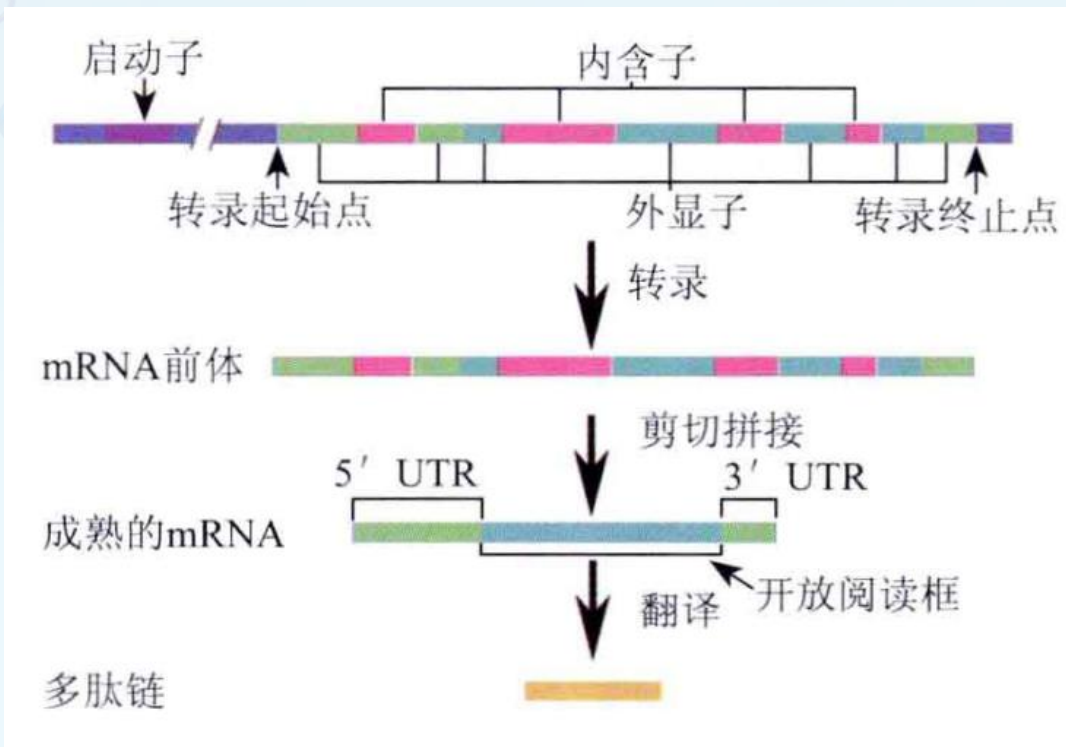 启动子
内含子
转录起始点
外显子
转录终止点
转录
mRNA前体
剪切拼接
5′ UTR
3′ UTR
成熟的mRNA
翻译
开放阅读框
多肽链